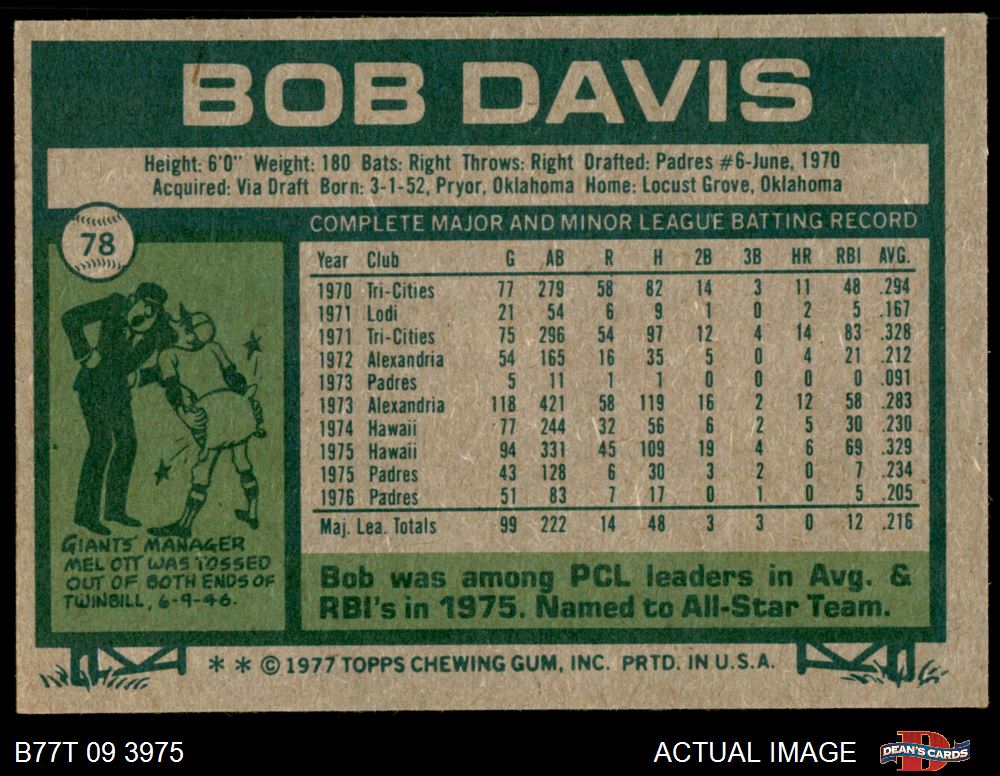 BOB DAVIS
Height: 6'0" Weight: 180 Bats: Right Throws: Right Drafted: Padres #6-June, 1970
Acquired: Via Draft Born: 3-1-52, Pryor, Oklahoma Home: Locust Grove, Oklahoma
78
COMPLETE MAJOR AND MINOR LEAGUE BATTING RECORD
Year Club G AB R H 2B 3B HR RBI AVG.
1970 Tri-Cities 77 279 58 82 14 3 11 48 .294
1971 Lodi 21 54 6 9 1 0 2 5 .167
1971 Tri-Cities 75 296 54 97 12 4 14 83 .328
1972 Alexandria 54 165 16 35 5 0 4 21 .212
1973 Padres 5 11 1 1 0 0 0 0 .091
1973 Alexandria 118 421 58 119 16 2 12 58 .283
1974 Hawaii 77 244 32 56 6 2 5 30 .230
1975 Hawaii 94 331 45 109 19 4 6 69 .329
1975 Padres 43 128 6 30 3 2 0 7 .234
1976 Padres 51 83 7 17 0 1 0 5 .205
Maj. Lea. Totals 99 222 14 48 3 3 0 12 .216
GIANTS' MANAGER
MEL OTT WAS TOSSED
OUT OF BOTH ENDS OF
TWINBILL, 6-9-46.
Bob was among PCL leaders in Avg. &
RBI's in 1975. Named to All-Star Team.
* * © 1977 TOPPS CHEWING GUM, INC. PRTD. IN U.S.A.
B77T 09 3975
ACTUAL IMAGE
DEAN'S CARDS